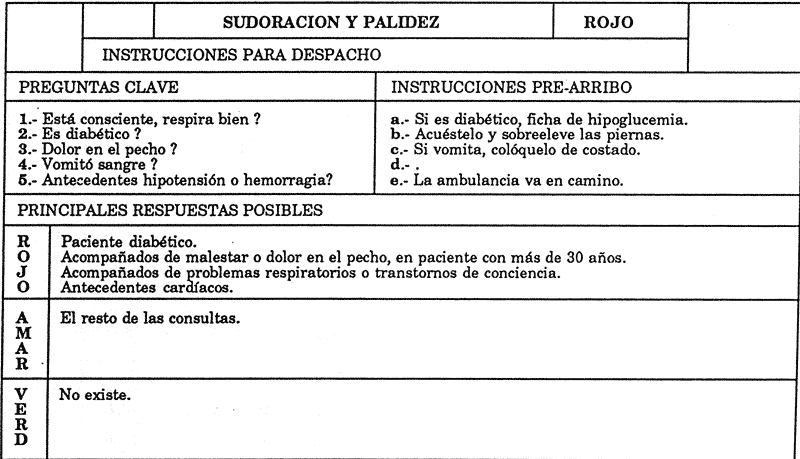 SUDORACION Y PALIDEZ ROJO
INSTRUCCIONES PARA DESPACHO
PREGUNTAS CLAVE INSTRUCCIONES PRE-ARRIBO
1.- Está consciente, respira bien ?
2.- Es diabético ?
3.- Dolor en el pecho ?
4.- Vomitó sangre ?
5.- Antecedentes hipotensión o hemorragia?
a.- Si es diabético, ficha de hipoglucemia.
b.- Acuéstelo y sobreeleve las piernas.
c.- Si vomita, colóquelo de costado.
d.- .
e.- La ambulancia va en camino.
PRINCIPALES RESPUESTAS POSIBLES
ROJO
Paciente diabético.
Acompañados de malestar o dolor en el pecho, en paciente con más de 30 años.
Acompañados de problemas respiratorios o transtornos de conciencia.
Antecedentes cardíacos.
AMAR
El resto de las consultas.
VERD
No existe.